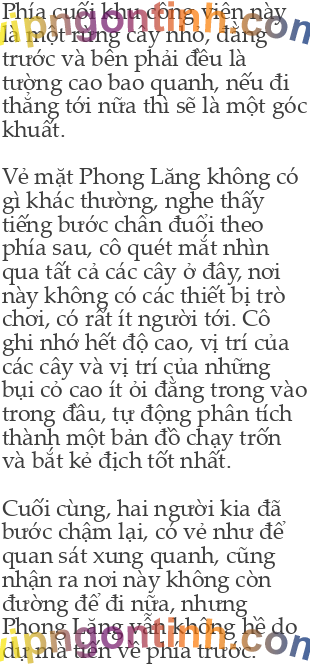 Phía cuối khu công viên này
là một rừng cây nhỏ, đằng
trước và bên phải đều là
tường cao bao quanh, nếu đi
thẳng tới nữa thì sẽ là một góc
khuất.
Vẻ mặt Phong Lăng không có
gì khác thường, nghe thấy
tiếng bước chân đuổi theo
phía sau, cô quét mắt nhìn
qua tất cả các cây ở đây, nơi
này không có các thiết bị trò
chơi, có rất ít người tới. Cô
ghi nhớ hết độ cao, vị trí của
các cây và vị trí của những
bụi cỏ cao ít ỏi đằng trong vào
trong đầu, tự động phân tích
thành một bản đồ chạy trốn
và bắt kẻ địch tốt nhất.
Cuối cùng, hai người kia đã
bước chậm lại, có vẻ như để
quan sát xung quanh, cũng
nhận ra nơi này không còn
đường để đi nữa, nhưng
Phong Lăng vẫn không hề do
dự mà tiến về phía trước.
vipngontinh.com
vipngontinh.com